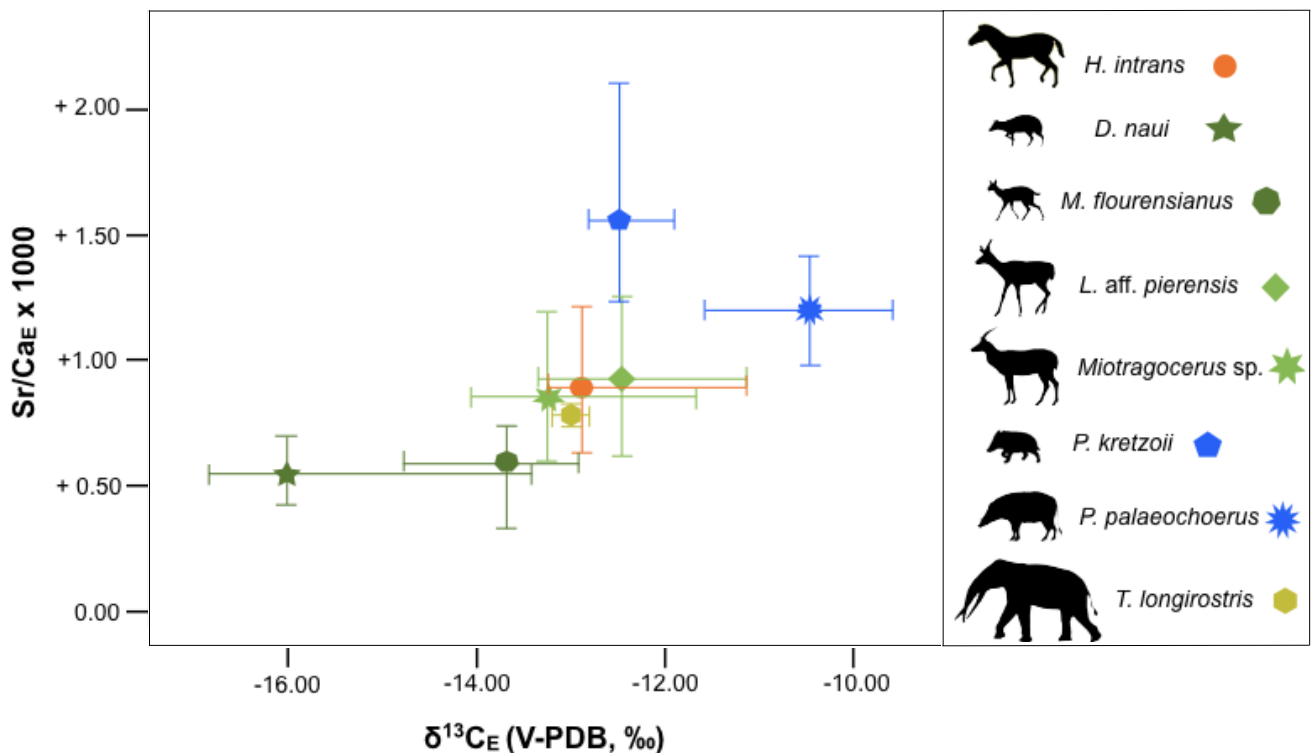 + 2.00
+ 1.50
+1.00
+ 0.50
0.00
Sr/CaE x 1000
-16.00
-14.00
-12.00
-10.00
δ¹³CE (V-PDB, ‰)
H. intrans
D. naui
M. flourensianus
L. aff. pierensis
Miotragocerus sp.
P. kretzoii
P. palaeochoerus
T. longirostris